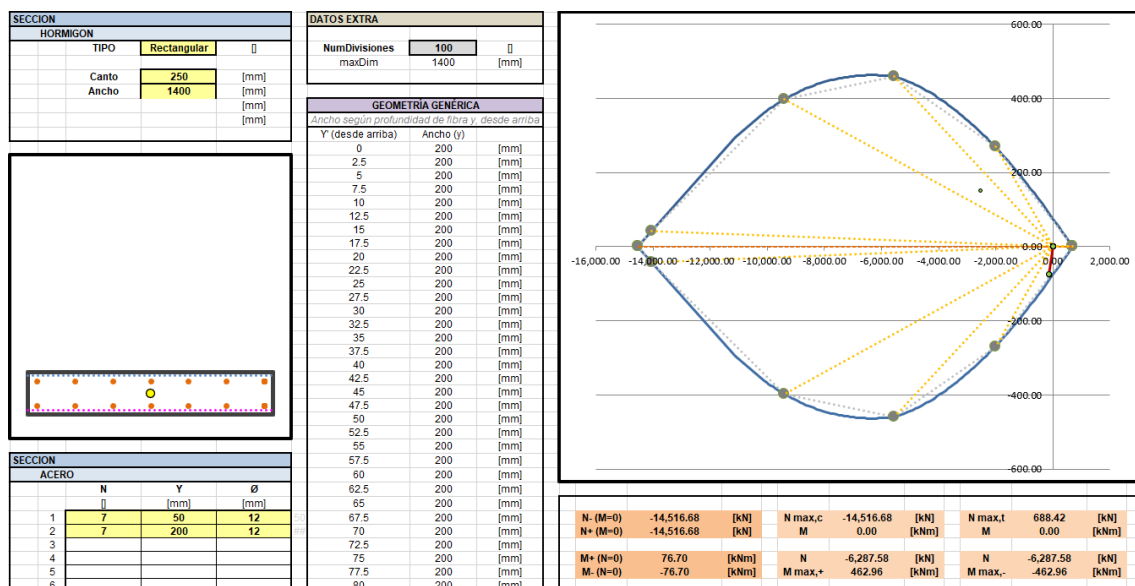 SECCION
HORMIGON
TIPO Rectangular []
Canto 250 [mm]
Ancho 1400 [mm]
[mm]
[mm]
SECCION
ACERO
N Y Ø
[] [mm] [mm]
1 7 50 12
2 7 200 12
3
4
5
6
DATOS EXTRA
NumDivisiones 100 []
maxDim 1400 [mm]
GEOMETRÍA GENÉRICA
Ancho según profundidad de fibra y, desde arriba
Y' (desde arriba) Ancho (y)
0 200 [mm]
2.5 200 [mm]
5 200 [mm]
7.5 200 [mm]
10 200 [mm]
12.5 200 [mm]
15 200 [mm]
17.5 200 [mm]
20 200 [mm]
22.5 200 [mm]
25 200 [mm]
27.5 200 [mm]
30 200 [mm]
32.5 200 [mm]
35 200 [mm]
37.5 200 [mm]
40 200 [mm]
42.5 200 [mm]
45 200 [mm]
47.5 200 [mm]
50 200 [mm]
52.5 200 [mm]
55 200 [mm]
57.5 200 [mm]
60 200 [mm]
62.5 200 [mm]
65 200 [mm]
67.5 200 [mm]
70 200 [mm]
72.5 200 [mm]
75 200 [mm]
77.5 200 [mm]
80 200 [mm]
600.00
400.00
200.00
0.00
-16,000.00 -14,000.00 -12,000.00 -10,000.00 -8,000.00 -6,000.00 -4,000.00 -2,000.00 0.00 2,000.00
-200.00
-400.00
-600.00
N- (M=0) -14,516.68 [kN] N max,c -14,516.68 [kN] N max,t 688.42 [kN]
N+ (M=0) -14,516.68 [kN] M 0.00 [kNm] M 0.00 [kNm]
M+ (N=0) 76.70 [kNm] N -6,287.58 [kN] N -6,287.58 [kN]
M- (N=0) -76.70 [kNm] M max,+ 462.96 [kNm] M max,- -462.96 [kNm]